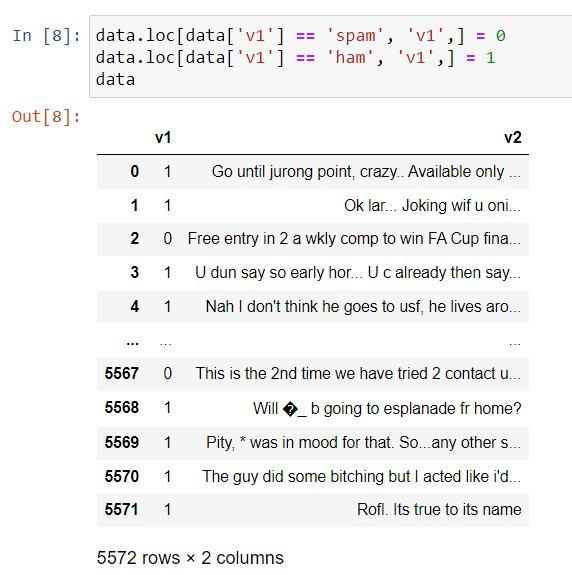 In [8]: data.loc[data['v1'] == 'spam', 'v1',] = 0
data.loc[data['v1'] == 'ham', 'v1',] = 1
data
Out[8]:
v1 v2
0 1 Go until jurong point, crazy.. Available only ...
1 1 Ok lar... Joking wif u oni...
2 0 Free entry in 2 a wkly comp to win FA Cup fina...
3 1 U dun say so early hor... U c already then say...
4 1 Nah I don't think he goes to usf, he lives aro...
... ... ...
5567 0 This is the 2nd time we have tried 2 contact u...
5568 1 Will �_ b going to esplanade fr home?
5569 1 Pity, * was in mood for that. So...any other s...
5570 1 The guy did some bitching but I acted like i'd...
5571 1 Rofl. Its true to its name
5572 rows × 2 columns